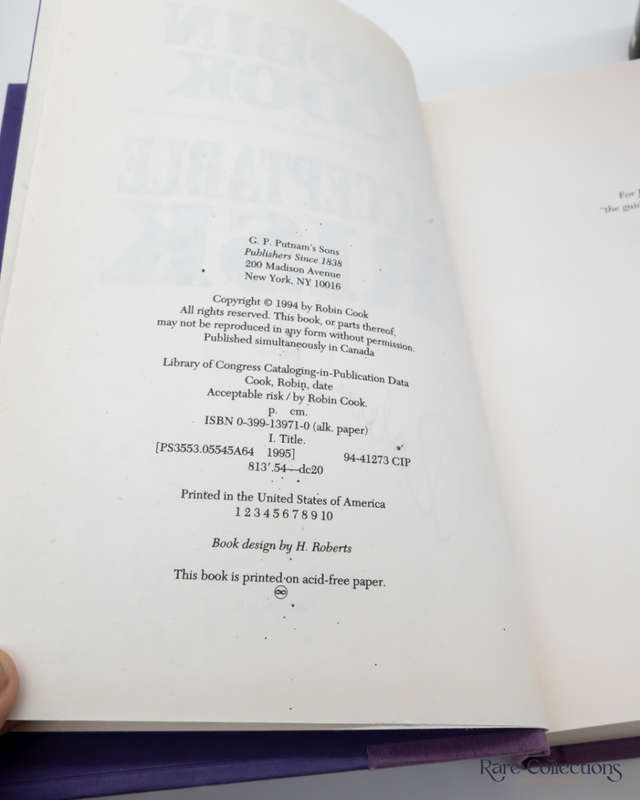 G. P. Putnam's Sons
Publishers Since 1838
200 Madison Avenue
New York, NY 10016
Copyright © 1994 by Robin Cook
All rights reserved. This book, or parts thereof,
may not be reproduced in any form without permission.
Published simultaneously in Canada
Library of Congress Cataloging-in-Publication Data
Cook, Robin, date
Acceptable risk / by Robin Cook.
p. cm.
ISBN 0-399-13971-0 (alk. paper)
I. Title.
[PS3553.O5545A64 1995] 94-41273 CIP
813'.54—dc20
Printed in the United States of America
1 2 3 4 5 6 7 8 9 10
Book design by H. Roberts
This book is printed on acid-free paper.
For
"the
Rare Collections